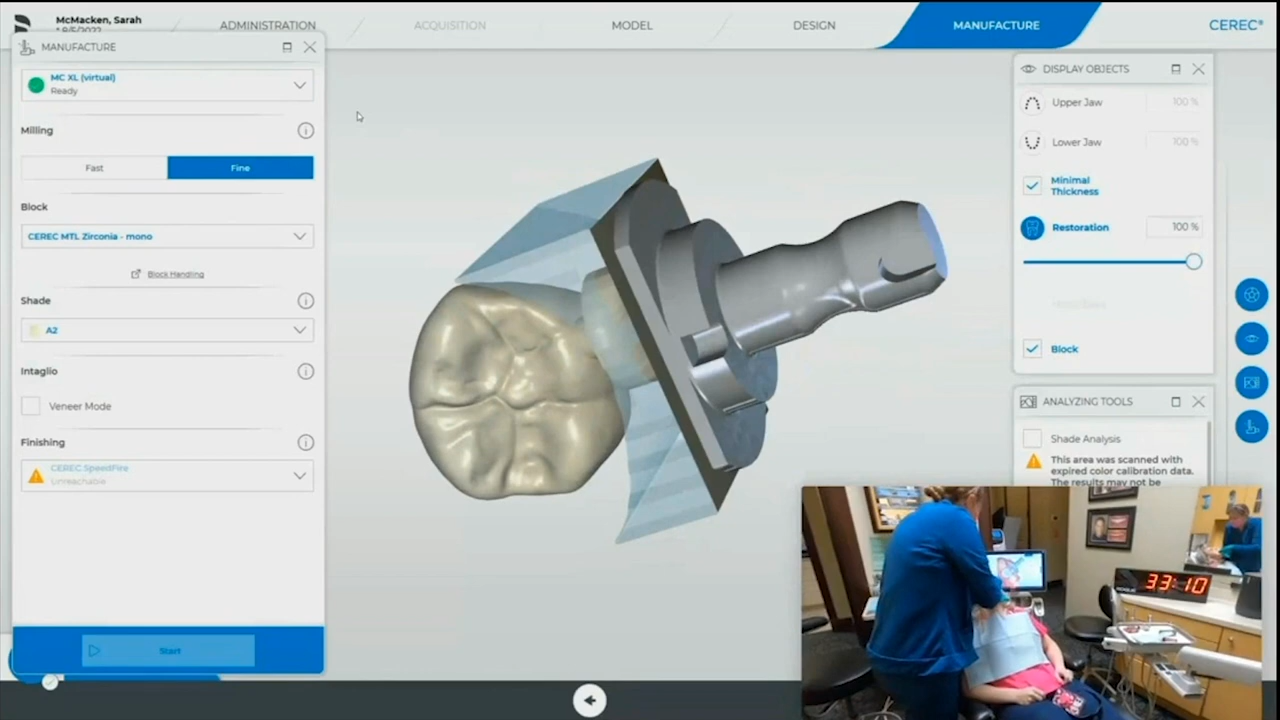 McMacken, Sarah
* 8/5/2022
ADMINISTRATION
ACQUISITION
MODEL
DESIGN
MANUFACTURE
CEREC®
MANUFACTURE
MC XL (virtual)
Ready
Milling
Fast
Fine
Block
CEREC MTL Zirconia - mono
Block Handling
Shade
A2
Intaglio
Veneer Mode
Finishing
CEREC SpeedFire
Unreachable
Start
DISPLAY OBJECTS
Upper Jaw
100 %
Lower Jaw
100 %
Minimal
Thickness
Restoration
100 %
Block
ANALYZING TOOLS
Shade Analysis
This area was scanned with
expired color calibration data.
The results may not be
33:10